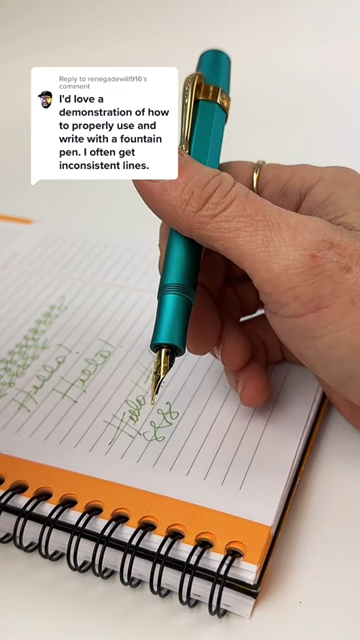 Reply to renegadewill916's
comment
I'd love a
demonstration of how
to properly use and
write with a fountain
pen. I often get
inconsistent lines.
Hello!
Hello!
Hello